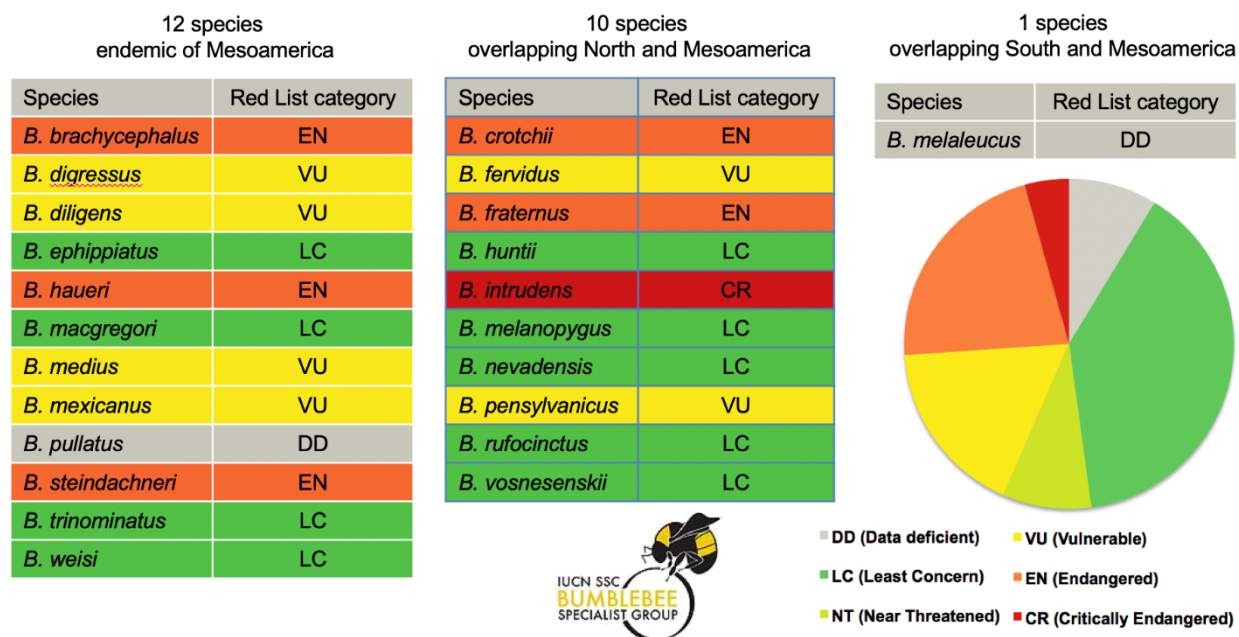 12 species
endemic of Mesoamerica
Species Red List category
B. brachycephalus EN
B. digressus VU
B. diligens VU
B. ephippiatus LC
B. haueri EN
B. macgregori LC
B. medius VU
B. mexicanus VU
B. pullatus DD
B. steindachneri EN
B. trinominatus LC
B. weisi LC
10 species
overlapping North and Mesoamerica
Species Red List category
B. crotchii EN
B. fervidus VU
B. fraternus EN
B. huntii LC
B. intrudens CR
B. melanopygus LC
B. nevadensis LC
B. pensylvanicus VU
B. rufocinctus LC
B. vosnesenskii LC
IUCN SSC
BUMBLEBEE
SPECIALIST GROUP
1 species
overlapping South and Mesoamerica
Species Red List category
B. melaleucus DD
DD (Data deficient) VU (Vulnerable)
LC (Least Concern) EN (Endangered)
NT (Near Threatened) CR (Critically Endangered)